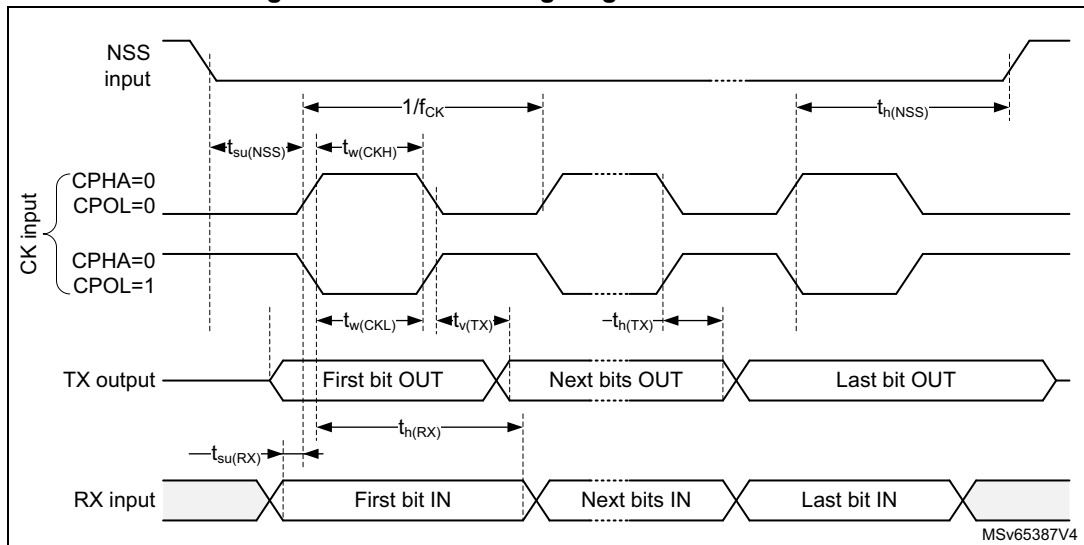 NSS
input
1/fCK
th(NSS)
tsu(NSS)
tw(CKH)
CK input
CPHA=0
CPOL=0
CPHA=0
CPOL=1
tw(CKL)
tv(TX)
th(TX)
TX output
First bit OUT
Next bits OUT
Last bit OUT
th(RX)
tsu(RX)
RX input
First bit IN
Next bits IN
Last bit IN
MSv65387V4